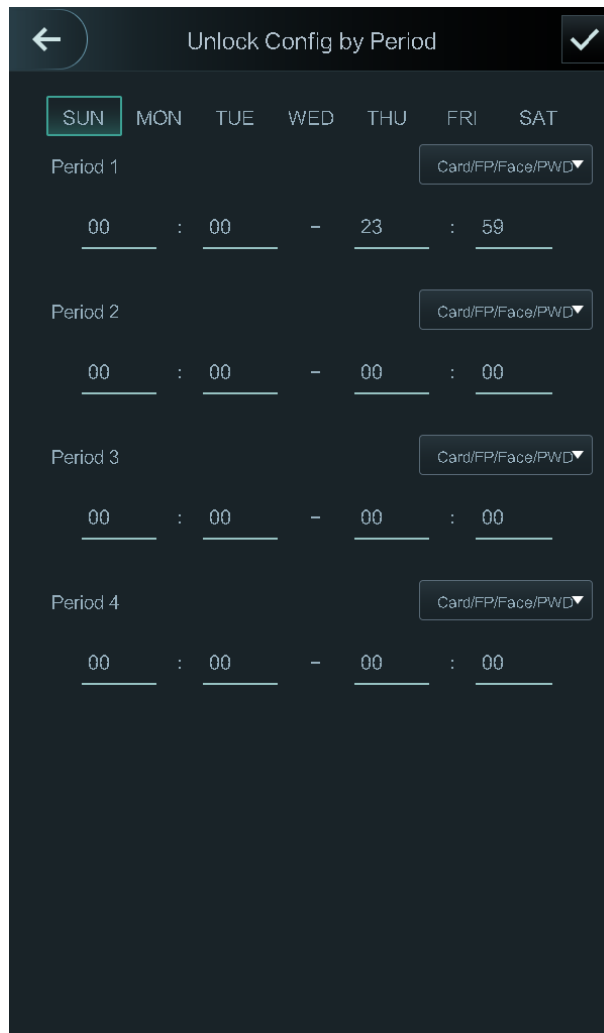 Unlock Config by Period
SUN MON TUE WED THU FRI SAT
Period 1 Card/FP/Face/PWD
00 : 00 - 23 : 59
Period 2 Card/FP/Face/PWD
00 : 00 - 00 : 00
Period 3 Card/FP/Face/PWD
00 : 00 - 00 : 00
Period 4 Card/FP/Face/PWD
00 : 00 - 00 : 00